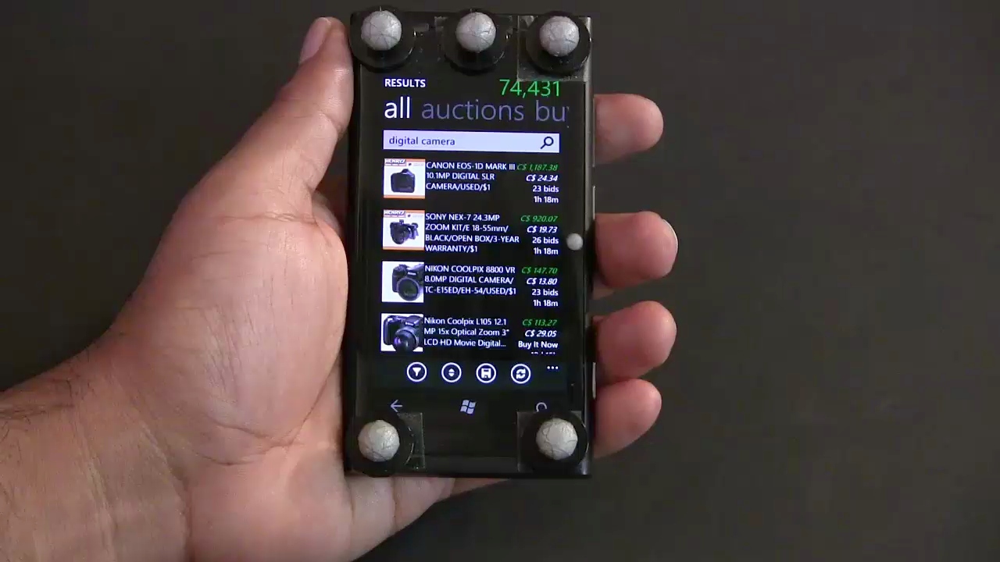 RESULTS
74,431
all auctions bu
digital camera
CANON EOS-1D MARK III C$ 1,187.38
10.1MP DIGITAL SLR C$ 24.34
CAMERA/USED/$1 23 bids
1h 18m
SONY NEX-7 24.3MP C$ 920.07
ZOOM KIT/E 18-55mm/ C$ 19.73
BLACK/OPEN BOX/3-YEAR 26 bids
WARRANTY/$1 1h 18m
NIKON COOLPIX 8800 VR C$ 147.70
8.0MP DIGITAL CAMERA/ C$ 13.80
TC-E15ED/EH-54/USED/$1 23 bids
1h 18m
Nikon Coolpix L105 12.1 C$ 113.27
MP 15x Optical Zoom 3" C$ 29.05
LCD HD Movie Digital... Buy It Now